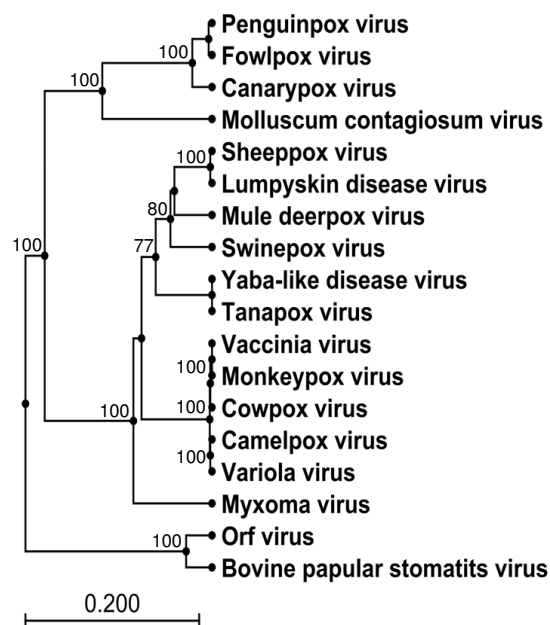 Penguinpox virus
100
Fowlpox virus
100
Canarypox virus
Molluscum contagiosum virus
100
Sheeppox virus
Lumpyskin disease virus
80
Mule deerpox virus
100
77
Swinepox virus
Yaba-like disease virus
Tanapox virus
Vaccinia virus
100
Monkeypox virus
100
100
Cowpox virus
Camelpox virus
100
Variola virus
Myxoma virus
100
Orf virus
Bovine papular stomatits virus
0.200